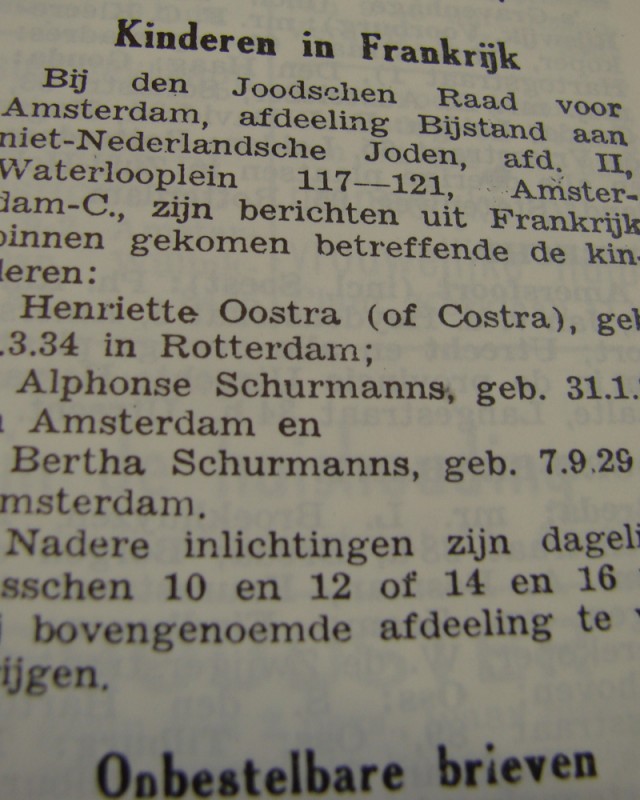 Kinderen in Frankrijk
Bij den Joodschen Raad voor
Amsterdam, afdeeling Bijstand aan
niet-Nederlandsche Joden, afd. II,
Waterlooplein 117—121, Amster-
dam-C., zijn berichten uit Frankrijk
binnen gekomen betreffende de kin-
deren:
Henriette Oostra (of Costra), geb
.3.34 in Rotterdam;
Alphonse Schurmanns, geb. 31.1.
Amsterdam en
Bertha Schurmanns, geb. 7.9.29
msterdam.
Nadere inlichtingen zijn dageli
sschen 10 en 12 of 14 en 16
bovengenoemde afdeeling te v
rijgen.
Onbestelbare brieven